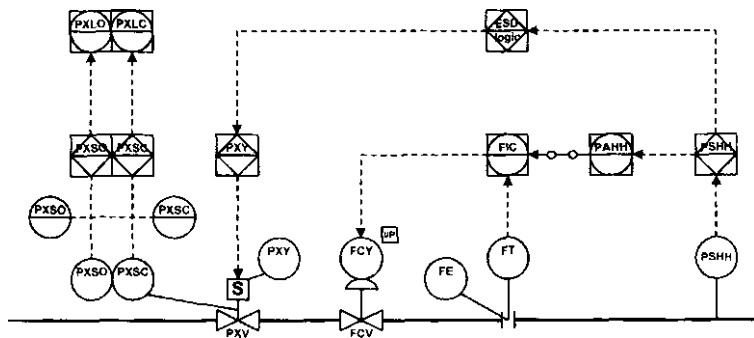 PXLO PXLC
ESD
logic
PXSO PXSC
PXY
FIC
PAHH
PSHH
PXSO
PXSC
PXSO PXSC
PXY
FCY
I/P
FE
FT
PSHH
S
PXV
FCV